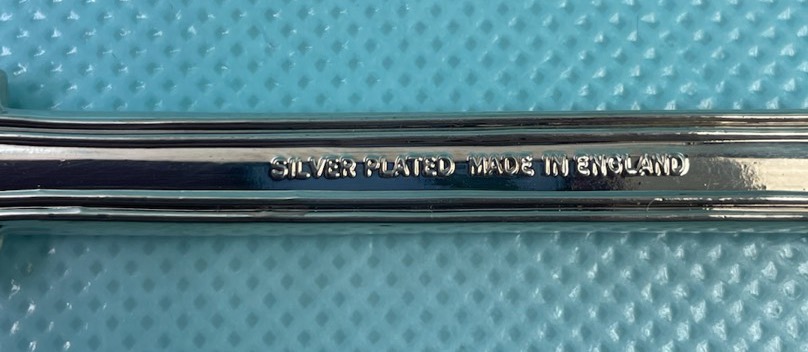 SILVER PLATED MADE IN ENGLAND